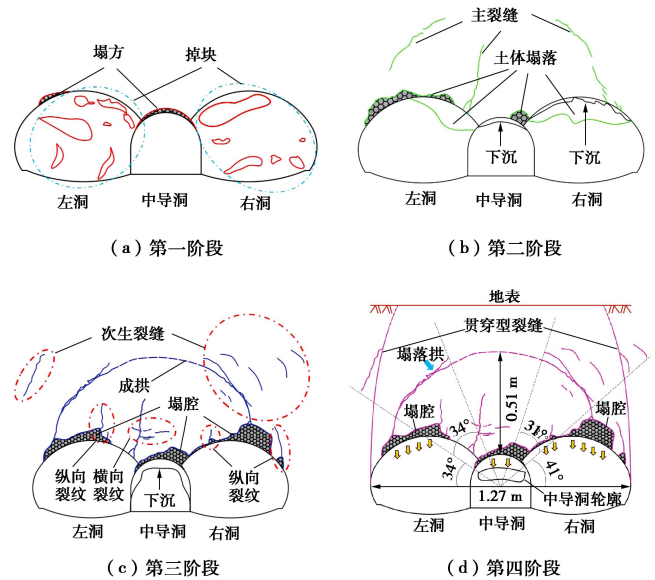 塌方
掉块
左洞
中导洞
右洞
(a)第一阶段
主裂缝
土体塌落
下沉
下沉
左洞
中导洞
右洞
(b)第二阶段
次生裂缝
成拱
塌腔
纵向
裂纹
横向
裂纹
下沉
纵向
裂纹
左洞
中导洞
右洞
(c)第三阶段
地表
贯穿型裂缝
塌落拱
塌腔
塌腔
34°
0.51 m
31°
34°
41°
1.27 m
中导洞轮廓
左洞
中导洞
右洞
(d)第四阶段